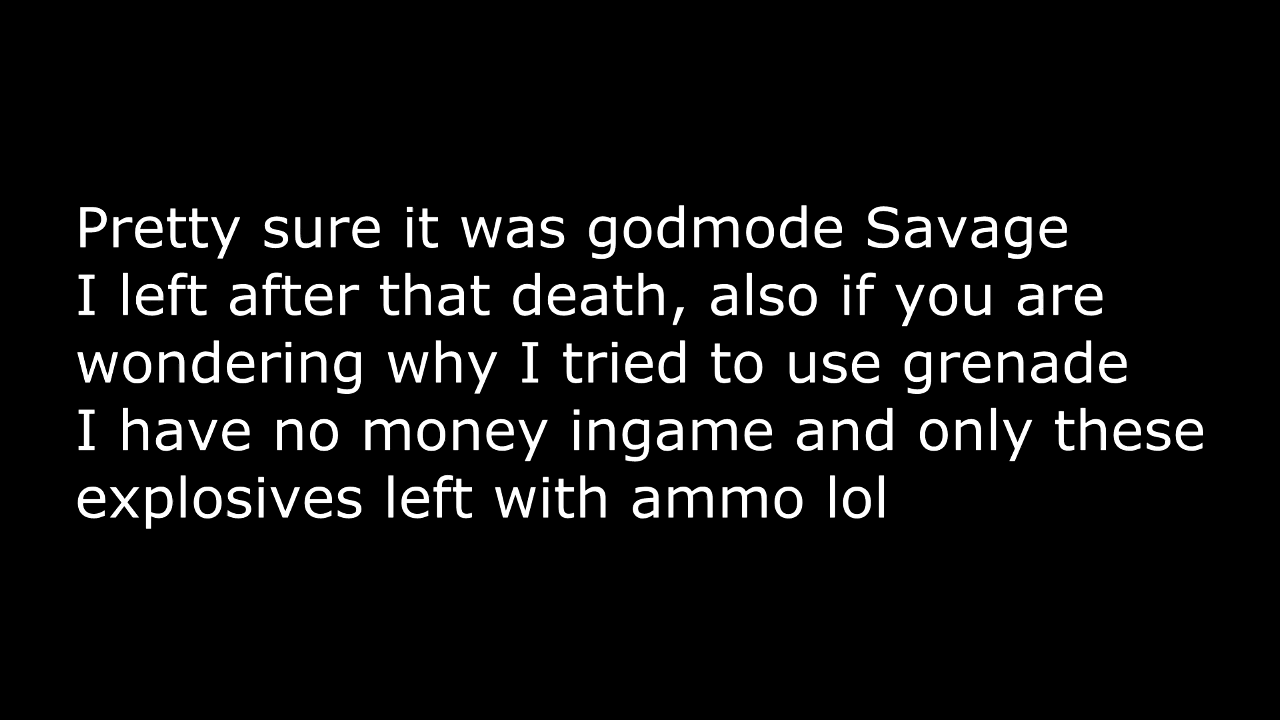 Pretty sure it was godmode Savage
I left after that death, also if you are
wondering why I tried to use grenade
I have no money ingame and only these
explosives left with ammo lol